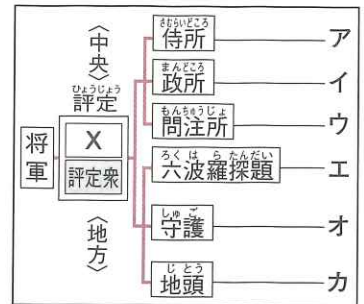 〈中央〉
将軍
ひょうじょう
評定
X
評定衆
〈地方〉
さむらいどころ
侍所
ア
まんどころ
政所
イ
もんちゅうじょ
問注所
ウ
ろくはらたんだい
六波羅探題
エ
しゅご
守護
オ
じとう
地頭
カ